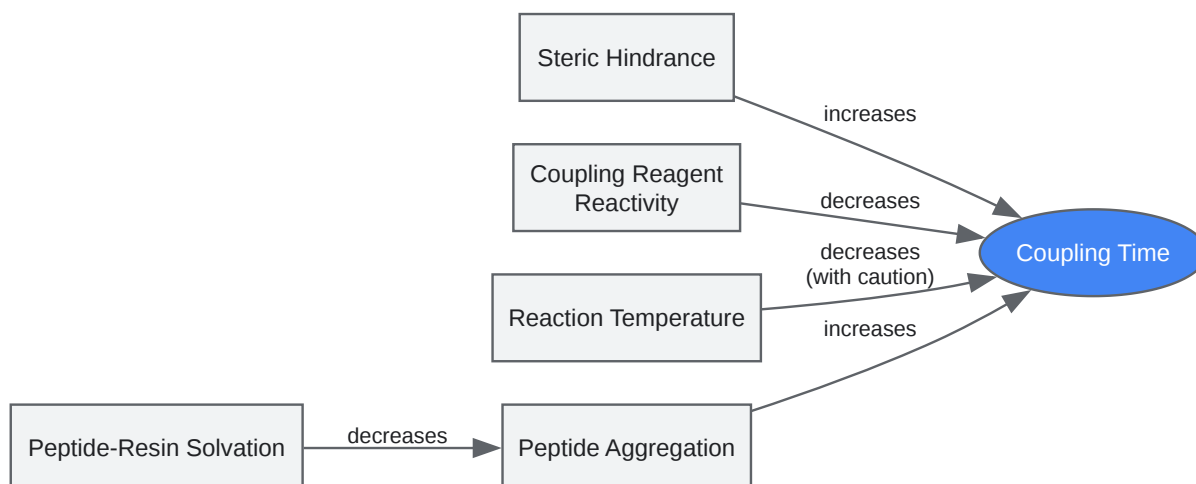 Steric Hindrance
increases
Coupling Reagent
Reactivity
decreases
decreases
(with caution)
Coupling Time
Reaction Temperature
increases
Peptide-Resin Solvation
decreases
Peptide Aggregation